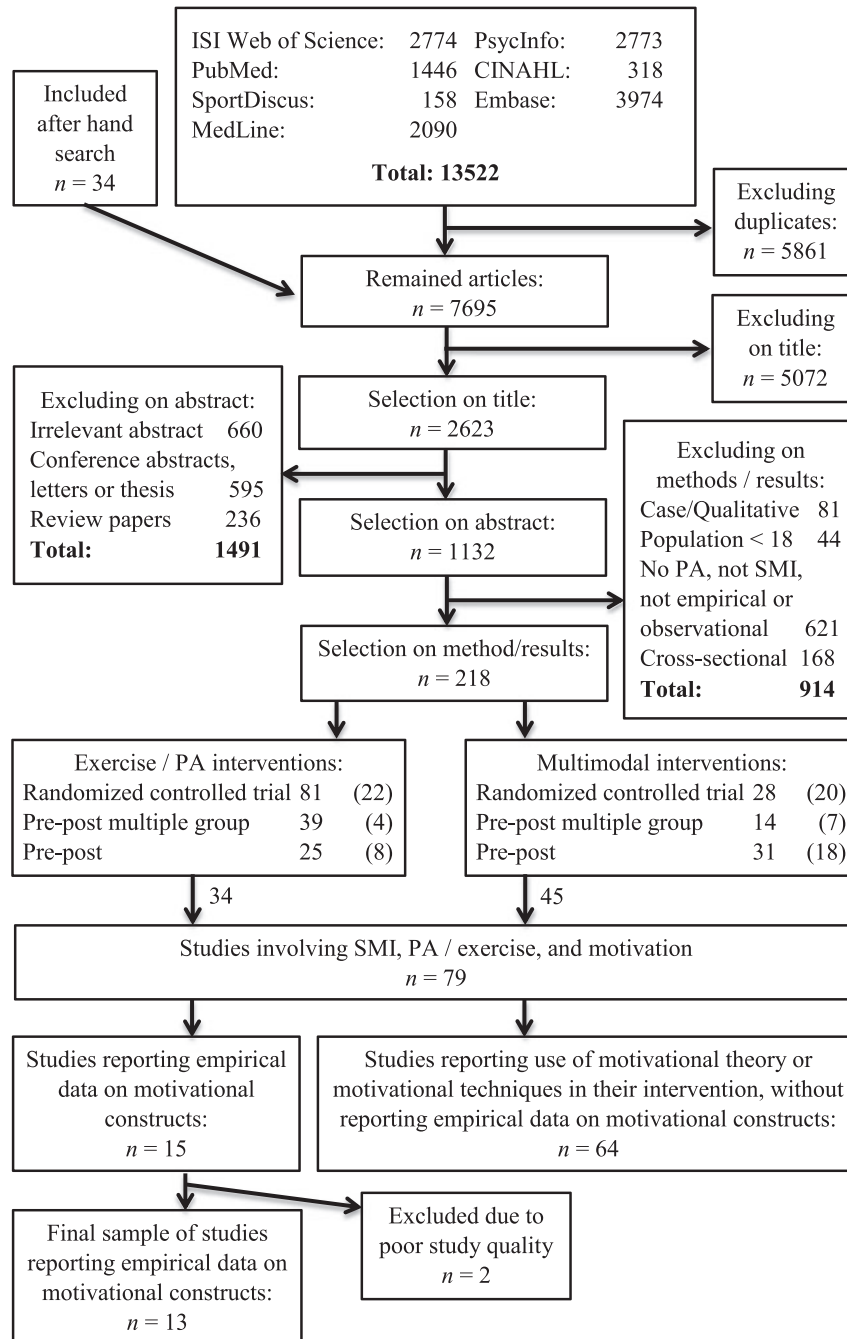 ISI Web of Science: 2774 PsycInfo: 2773
PubMed: 1446 CINAHL: 318
SportDiscus: 158 Embase: 3974
MedLine: 2090
Total: 13522
Included
after hand
search
n = 34
Excluding
duplicates:
n = 5861
Remained articles:
n = 7695
Excluding
on title:
n = 5072
Selection on title:
n = 2623
Excluding on abstract:
Irrelevant abstract 660
Conference abstracts,
letters or thesis 595
Review papers 236
Total: 1491
Selection on abstract:
n = 1132
Excluding on
methods / results:
Case/Qualitative 81
Population < 18 44
No PA, not SMI,
not empirical or
observational 621
Cross-sectional 168
Total: 914
Selection on method/results:
n = 218
Exercise / PA interventions:
Randomized controlled trial 81 (22)
Pre-post multiple group 39 (4)
Pre-post 25 (8)
Multimodal interventions:
Randomized controlled trial 28 (20)
Pre-post multiple group 14 (7)
Pre-post 31 (18)
34
45
Studies involving SMI, PA / exercise, and motivation
n = 79
Studies reporting empirical
data on motivational
constructs:
n = 15
Studies reporting use of motivational theory or
motivational techniques in their intervention, without
reporting empirical data on motivational constructs:
n = 64
Final sample of studies
reporting empirical data on
motivational constructs:
n = 13
Excluded due to
poor study quality
n = 2